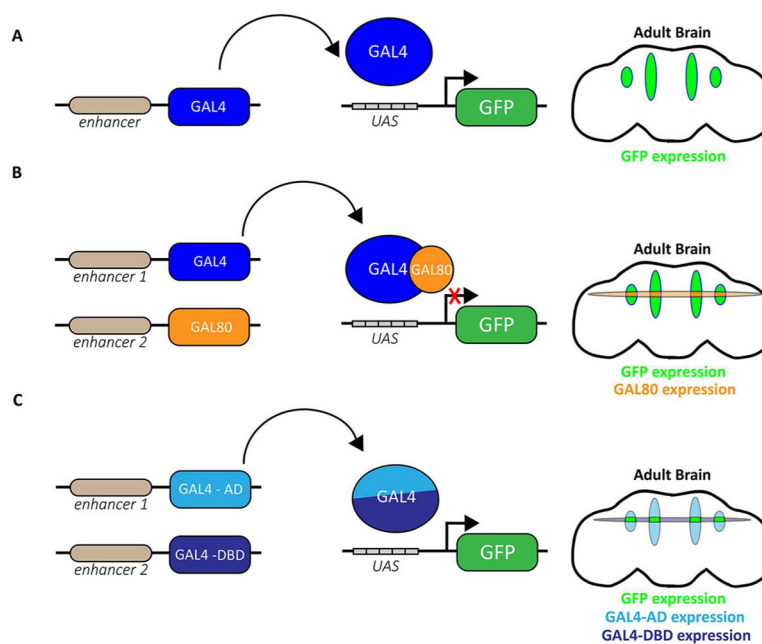 A
GAL4
enhancer
GAL4
UAS
GFP
Adult Brain
GFP expression
B
GAL4
enhancer 1
GAL80
enhancer 2
GAL4
GAL80
UAS
GFP
Adult Brain
GFP expression
GAL80 expression
C
GAL4 - AD
enhancer 1
GAL4 -DBD
enhancer 2
GAL4
UAS
GFP
Adult Brain
GFP expression
GAL4-AD expression
GAL4-DBD expression